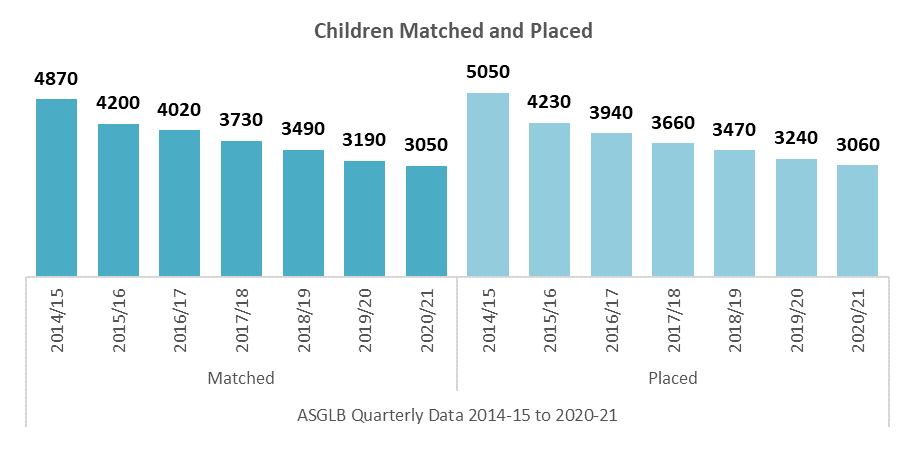 Children Matched and Placed
4870 4200 4020 3730 3490 3190 3050 5050 4230 3940 3660 3470 3240 3060
2014/15 2015/16 2016/17 2017/18 2018/19 2019/20 2020/21 2014/15 2015/16 2016/17 2017/18 2018/19 2019/20 2020/21
Matched Placed
ASGLB Quarterly Data 2014-15 to 2020-21